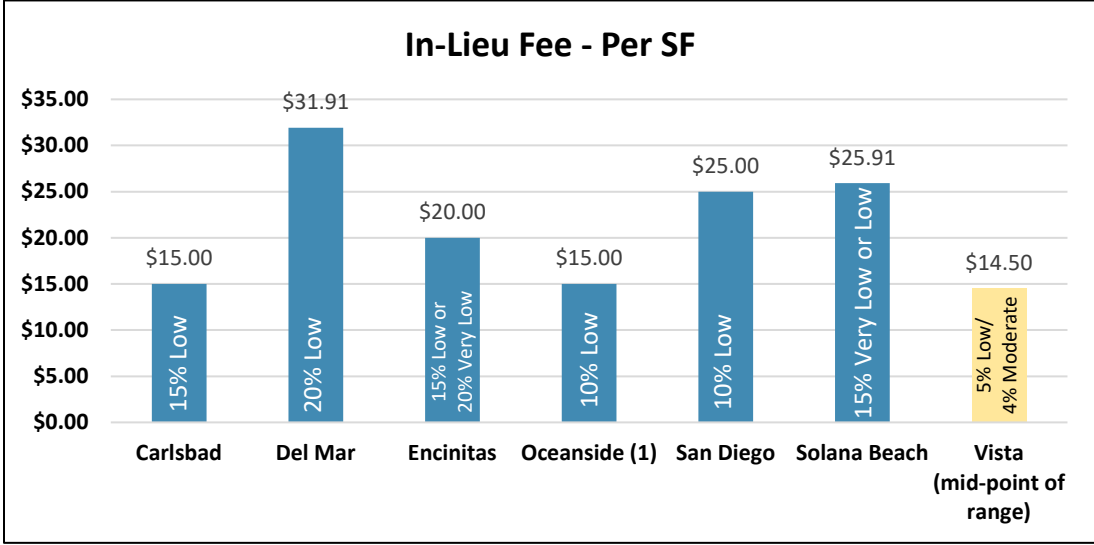 In-Lieu Fee - Per SF
$35.00
$30.00
$25.00
$20.00
$15.00
$10.00
$5.00
$0.00
$15.00
$31.91
$20.00
$15.00
$25.00
$25.91
$14.50
15% Low
20% Low
15% Low or
20% Very Low
10% Low
10% Low
15% Very Low or Low
5% Low/
4% Moderate
Carlsbad
Del Mar
Encinitas
Oceanside (1)
San Diego
Solana Beach
Vista
(mid-point of
range)